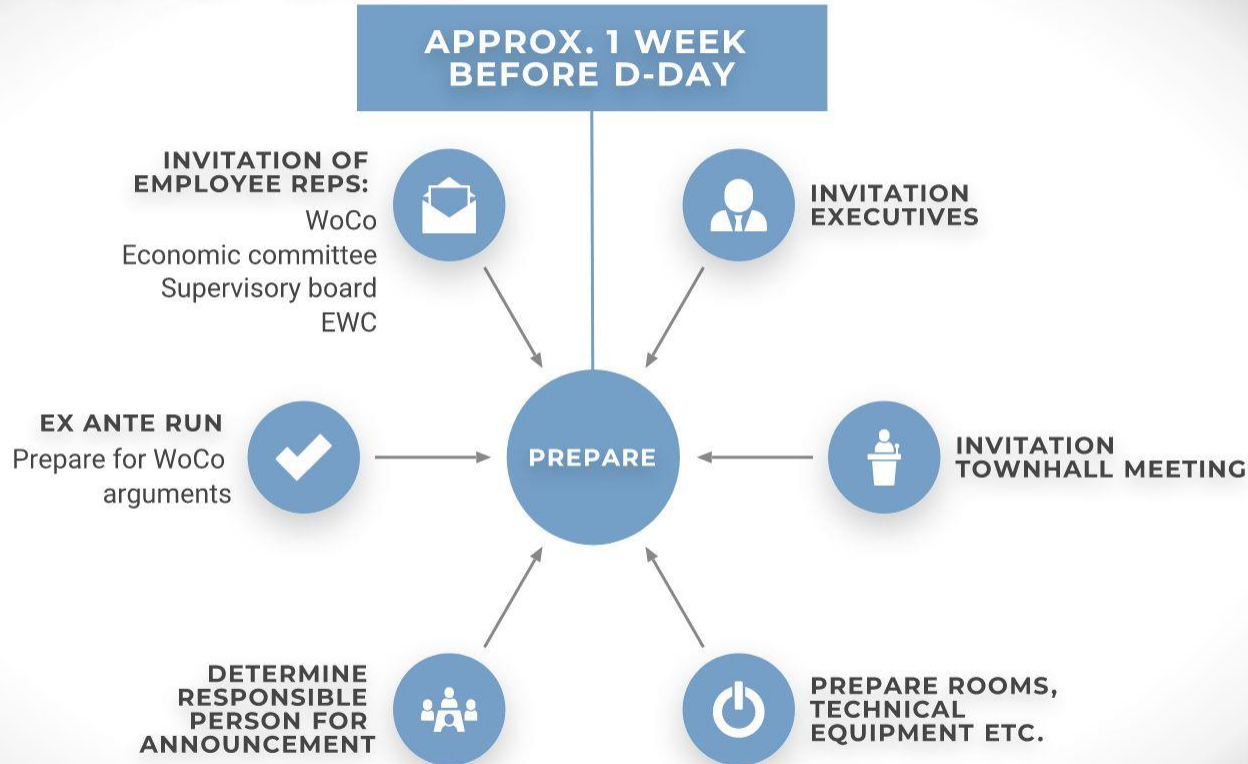 APPROX. 1 WEEK
BEFORE D-DAY
INVITATION OF
EMPLOYEE REPS:
WoCo
Economic committee
Supervisory board
EWC
INVITATION
EXECUTIVES
EX ANTE RUN
Prepare for WoCo
arguments
PREPARE
INVITATION
TOWNHALL MEETING
DETERMINE
RESPONSIBLE
PERSON FOR
ANNOUNCEMENT
PREPARE ROOMS,
TECHNICAL
EQUIPMENT ETC.